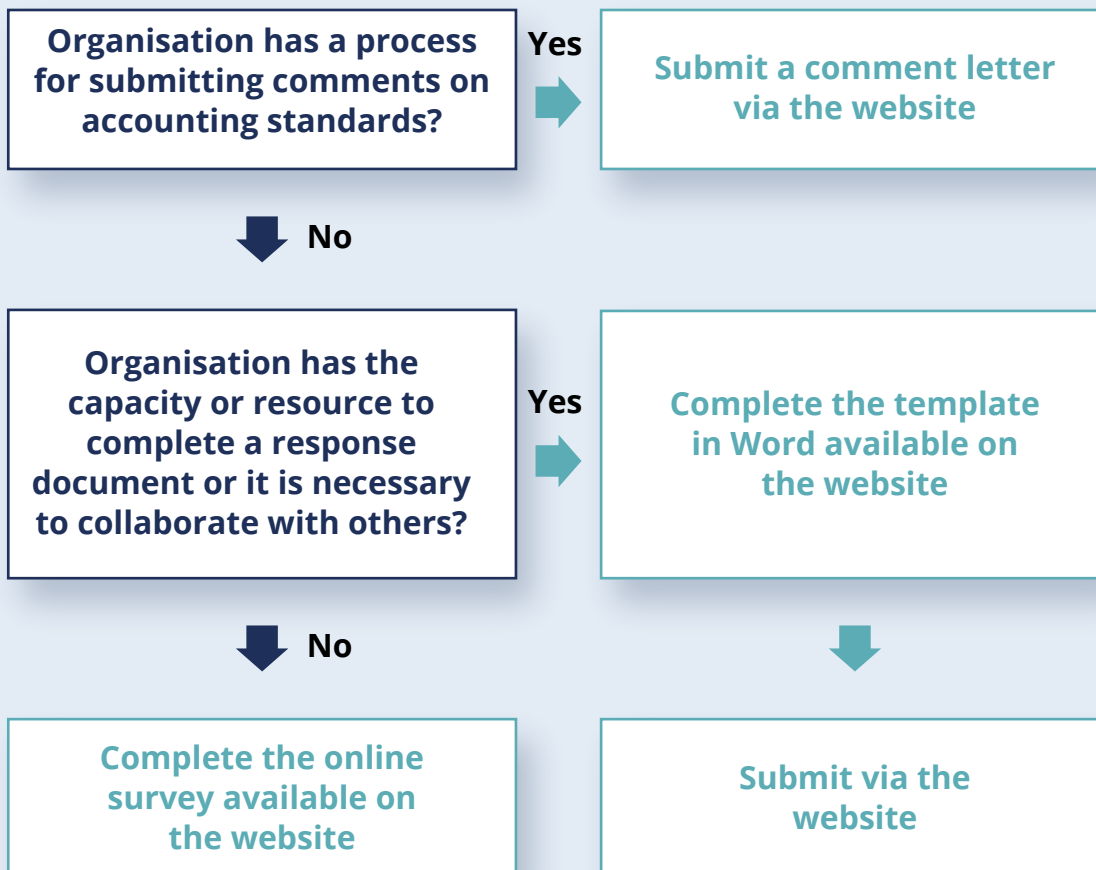 Organisation has a process
for submitting comments on
accounting standards?
Yes
Submit a comment letter
via the website
No
Organisation has the
capacity or resource to
complete a response
document or it is necessary
to collaborate with others?
Yes
Complete the template
in Word available on
the website
No
Complete the online
survey available on
the website
Submit via the
website